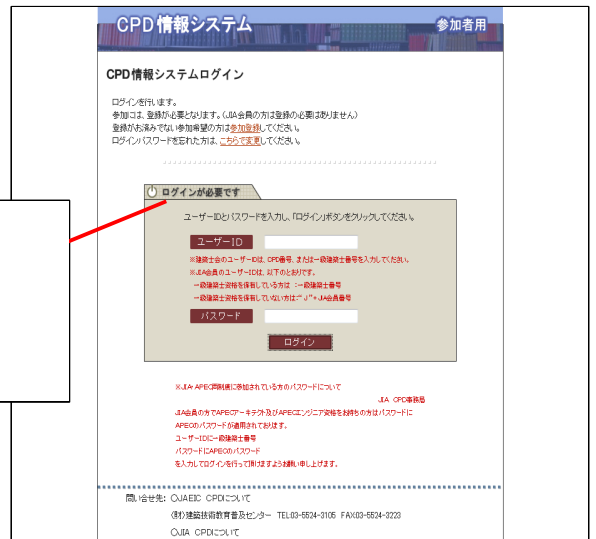 CPD情報システム
参加者用
CPD情報システムログイン
ログインを行います。
参加には、登録が必要となります。(JIA会員の方は登録の必要はありません)
登録がお済みでない参加希望の方は参加登録してください。
ログインパスワードを忘れた方は、こちらで変更してください。
ログインが必要です
ユーザーIDとパスワードを入力し、「ログイン」ボタンをクリックしてください。
ユーザーID
※建築士会のユーザーIDは、CPD番号、または一級建築士番号を入力してください。
※JIA会員のユーザーIDは、以下のとおりです。
一級建築士資格を保有している方は :一級建築士番号
一級建築士資格を保有していない方は:"J"+JIA会員番号
パスワード
ログイン
※JIA・APEC両制度に参加されている方のパスワードについて
JIA CPD事務局
JIA会員の方でAPECアーキテクト及びAPECエンジニア資格をお持ちの方はパスワードに
APECのパスワードが適用されております。
ユーザーIDに一級建築士番号
パスワードにAPECのパスワード
を入力してログインを行って頂けますようお願い申し上げます。
問い合せ先: ○JAEIC CPDについて
(財)建築技術教育普及センター TEL:03-5524-3105 FAX:03-5524-3223
○JIA CPDについて